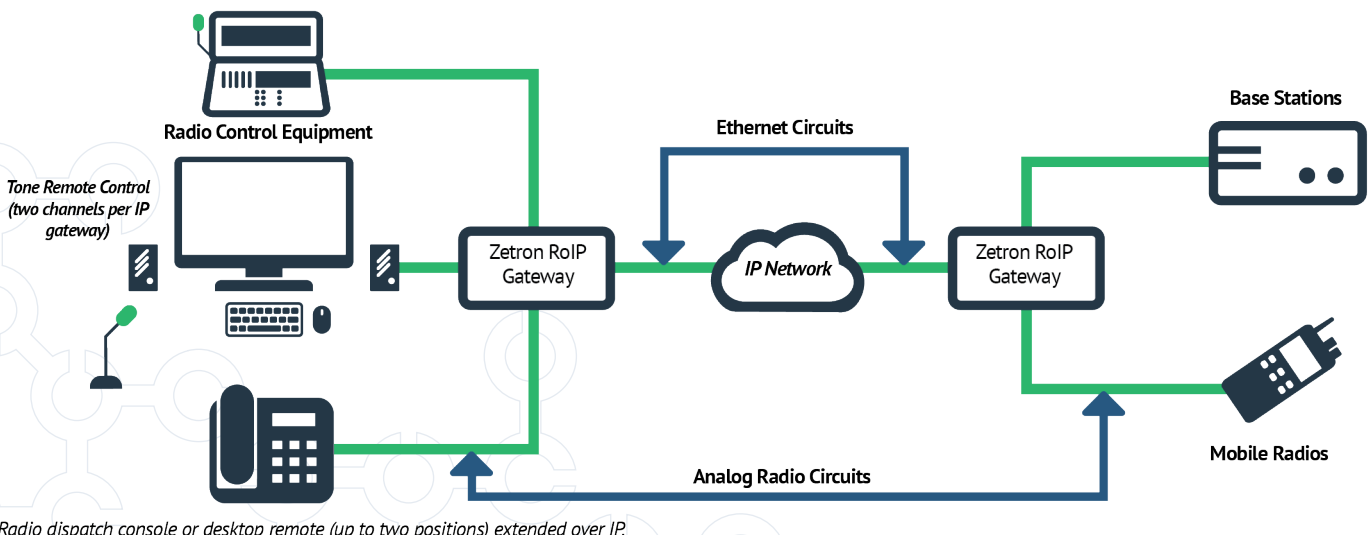 Radio Control Equipment
Tone Remote Control
(two channels per IP
gateway)
Zetron RoIP
Gateway
Ethernet Circuits
IP Network
Zetron RoIP
Gateway
Base Stations
Mobile Radios
Analog Radio Circuits
Radio dispatch console or desktop remote (up to two positions) extended over IP.